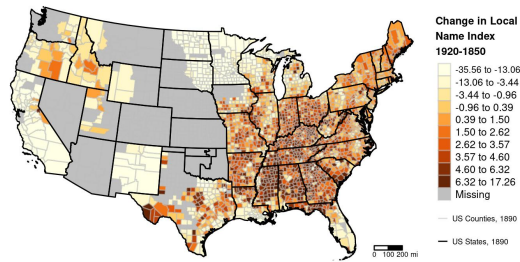 Change in Local
Name Index
1920-1850
-35.56 to -13.06
-13.06 to -3.44
-3.44 to -0.96
-0.96 to 0.39
0.39 to 1.50
1.50 to 2.62
2.62 to 3.57
3.57 to 4.60
4.60 to 6.32
6.32 to 17.26
Missing
US Counties, 1890
US States, 1890
0 100 200 mi